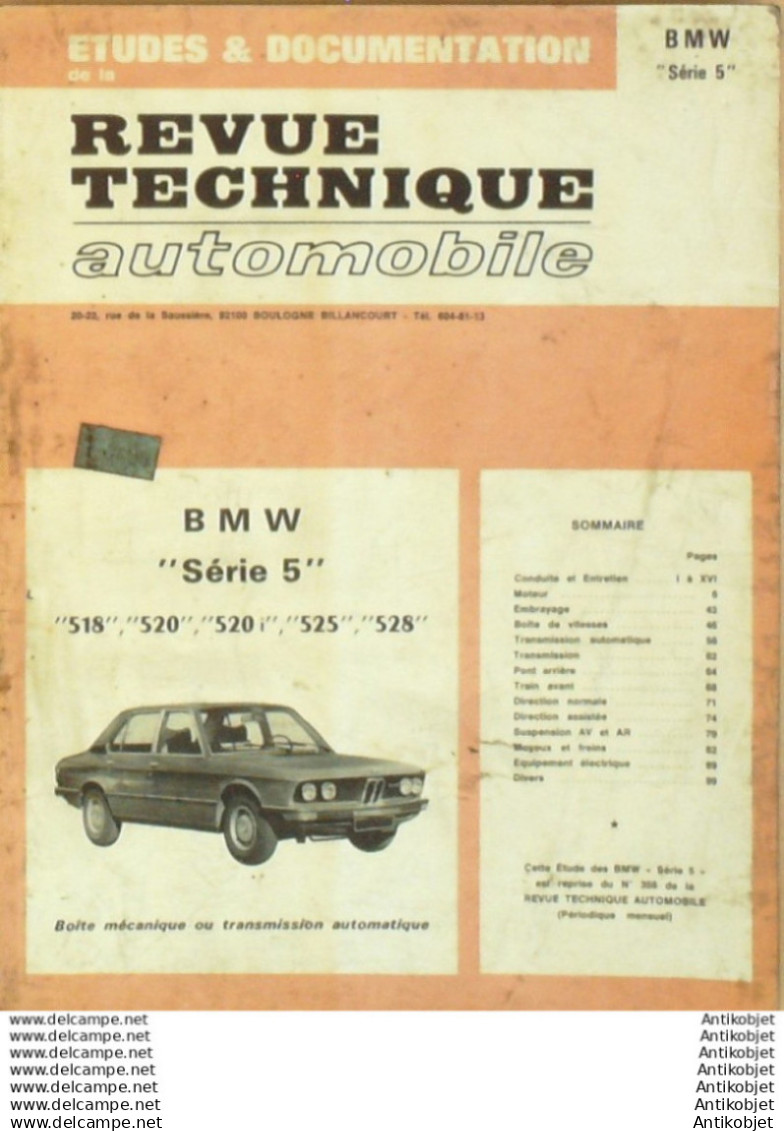 ETUDES & DOCUMENTATION
de la
BMW
"Série 5"
REVUE
TECHNIQUE
automobile
20-22, rue de la Saussière, 92100 BOULOGNE BILLANCOURT - Tél. 604-81-13
BMW
"Série 5"
"518", "520", "520 i", "525", "528"
Boîte mécanique ou transmission automatique
SOMMAIRE
Pages
Conduite et Entretien I à XVI
Moteur 6
Embrayage 43
Boîte de vitesses 46
Transmission automatique 56
Transmission 62
Pont arrière 64
Train avant 68
Direction normale 71
Direction assistée 74
Suspension AV et AR 79
Moyeux et freins 82
Equipement électrique 89
Divers 99
*
Cette Étude des BMW - Série 5 -
est reprise du N° de la
REVUE TECHNIQUE AUTOMOBILE
(Périodique mensuel)
www.delcampe.net Antikobjet
www.delcampe.net Antikobjet
www.delcampe.net Antikobjet
www.delcampe.net Antikobjet
www.delcampe.net Antikobjet
www.delcampe.net Antikobjet
www.delcampe.net Antikobjet